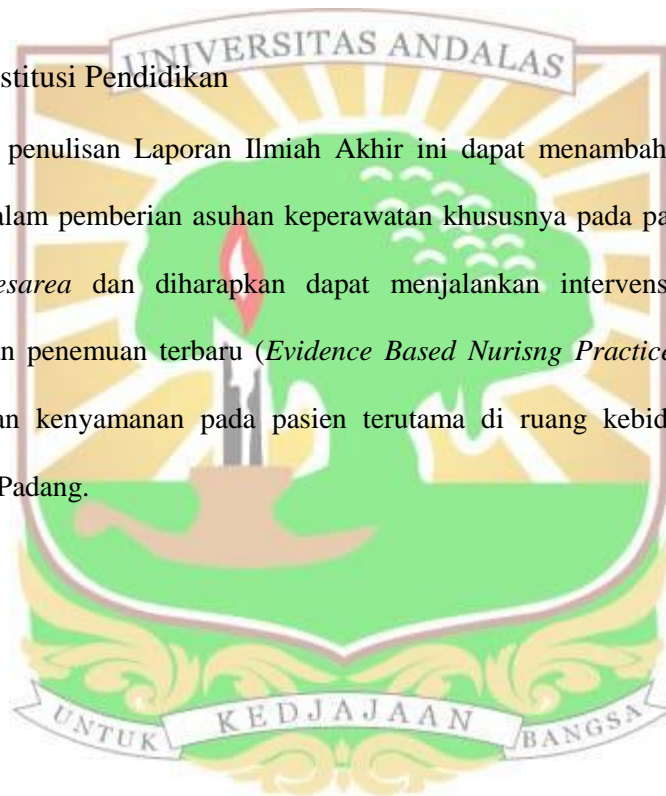 UNIVERSITAS ANDALAS
stitusi Pendidikan
penulisan Laporan Ilmiah Akhir ini dapat menambah
alam pemberian asuhan keperawatan khususnya pada pa
esarea dan diharapkan dapat menjalankan intervens
n penemuan terbaru (Evidence Based Nurisng Practice
an kenyamanan pada pasien terutama di ruang kebid
Padang.
UNTUK KEDJAJAAN BANGSA